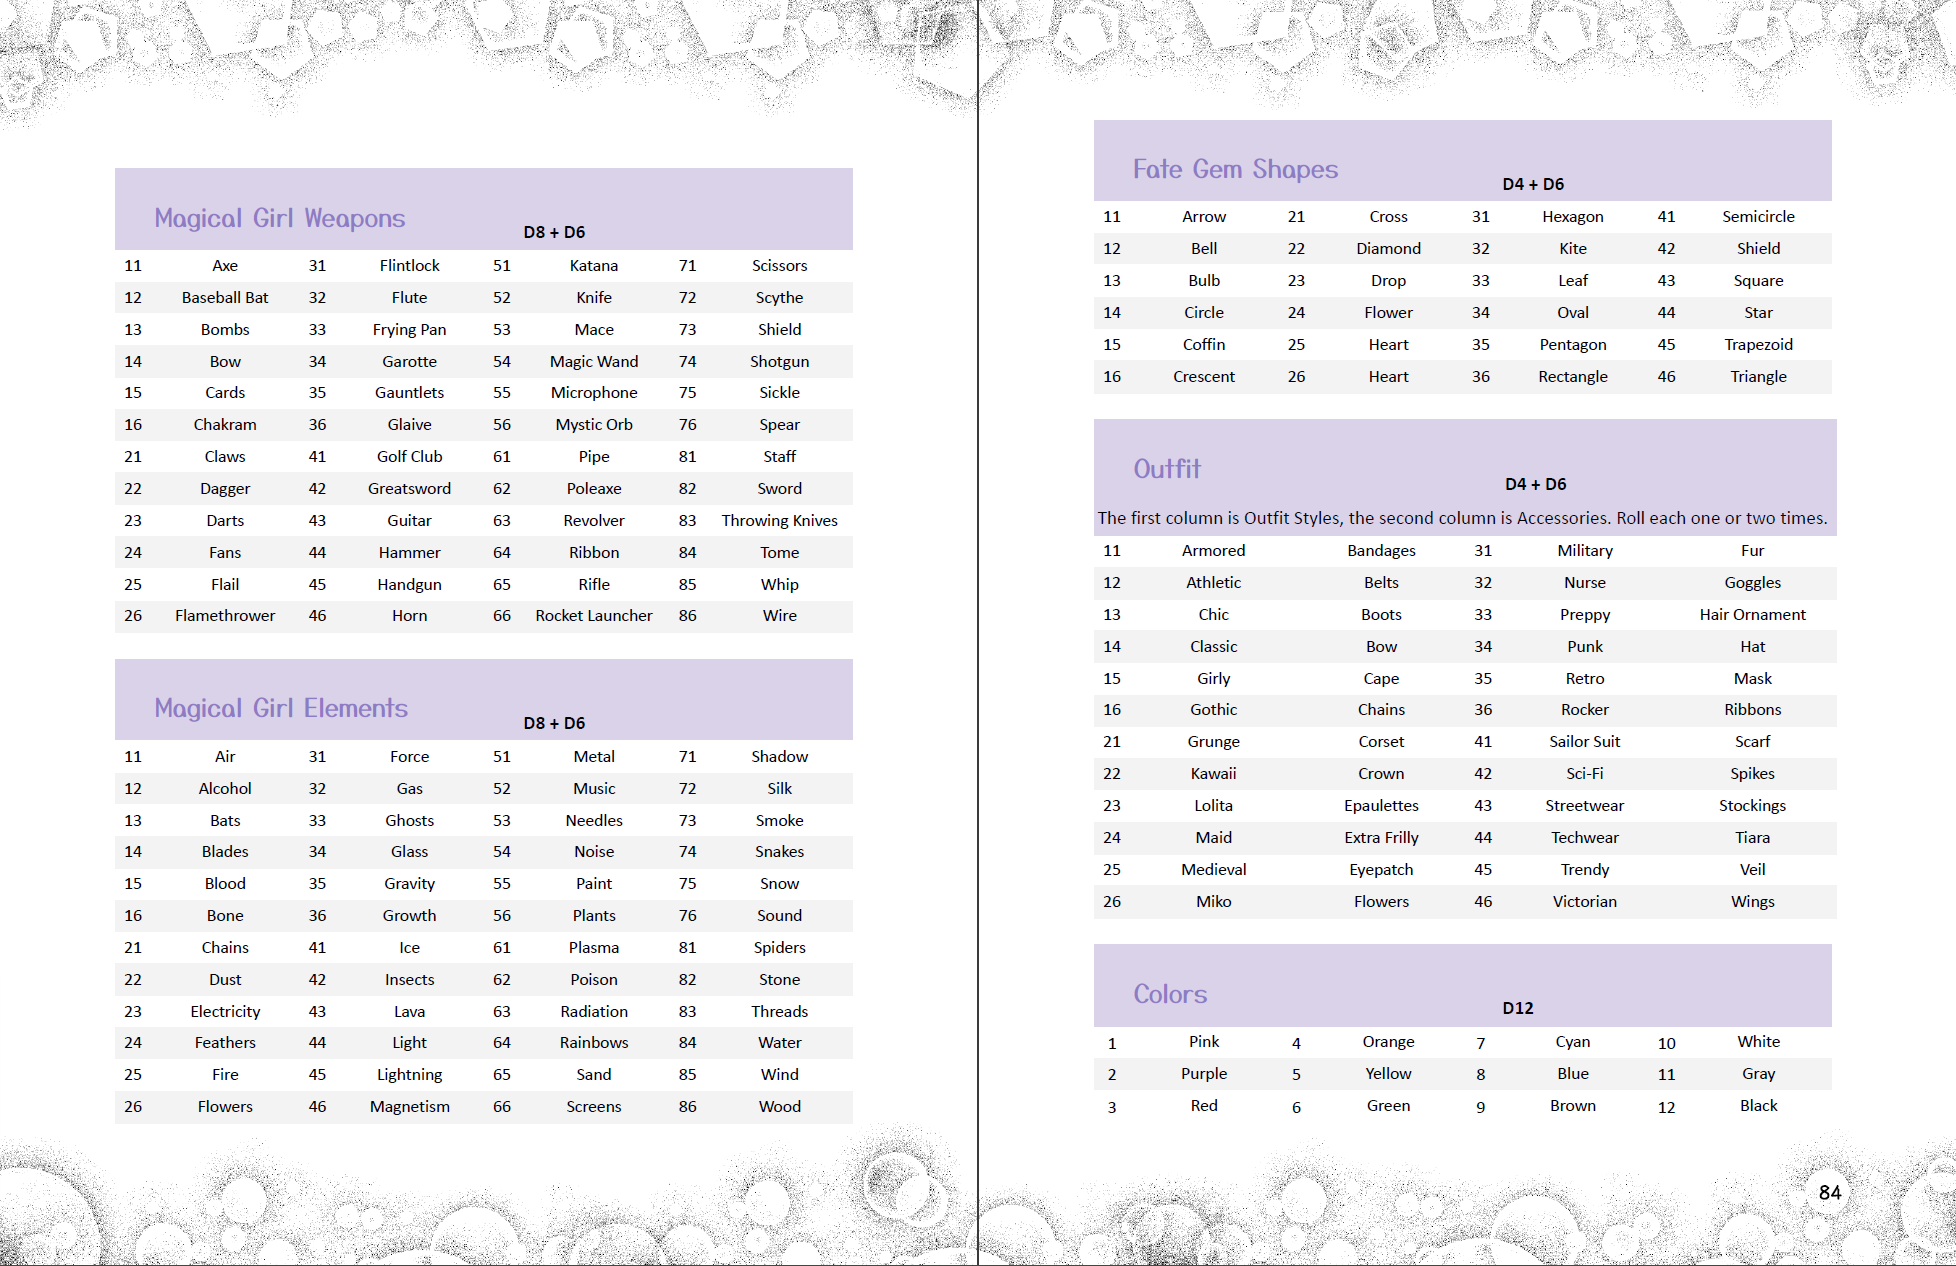 Magical Girl Weapons
D8 + D6
11 Axe 31 Flintlock 51 Katana 71 Scissors
12 Baseball Bat 32 Flute 52 Knife 72 Scythe
13 Bombs 33 Frying Pan 53 Mace 73 Shield
14 Bow 34 Garotte 54 Magic Wand 74 Shotgun
15 Cards 35 Gauntlets 55 Microphone 75 Sickle
16 Chakram 36 Glaive 56 Mystic Orb 76 Spear
21 Claws 41 Golf Club 61 Pipe 81 Staff
22 Dagger 42 Greatsword 62 Poleaxe 82 Sword
23 Darts 43 Guitar 63 Revolver 83 Throwing Knives
24 Fans 44 Hammer 64 Ribbon 84 Tome
25 Flail 45 Handgun 65 Rifle 85 Whip
26 Flamethrower 46 Horn 66 Rocket Launcher 86 Wire
Magical Girl Elements
D8 + D6
11 Air 31 Force 51 Metal 71 Shadow
12 Alcohol 32 Gas 52 Music 72 Silk
13 Bats 33 Ghosts 53 Needles 73 Smoke
14 Blades 34 Glass 54 Noise 74 Snakes
15 Blood 35 Gravity 55 Paint 75 Snow
16 Bone 36 Growth 56 Plants 76 Sound
21 Chains 41 Ice 61 Plasma 81 Spiders
22 Dust 42 Insects 62 Poison 82 Stone
23 Electricity 43 Lava 63 Radiation 83 Threads
24 Feathers 44 Light 64 Rainbows 84 Water
25 Fire 45 Lightning 65 Sand 85 Wind
26 Flowers 46 Magnetism 66 Screens 86 Wood
Fate Gem Shapes
D4 + D6
11 Arrow 21 Cross 31 Hexagon 41 Semicircle
12 Bell 22 Diamond 32 Kite 42 Shield
13 Bulb 23 Drop 33 Leaf 43 Square
14 Circle 24 Flower 34 Oval 44 Star
15 Coffin 25 Heart 35 Pentagon 45 Trapezoid
16 Crescent 26 Heart 36 Rectangle 46 Triangle
Outfit
D4 + D6
The first column is Outfit Styles, the second column is Accessories. Roll each one or two times.
11 Armored Bandages 31 Military Fur
12 Athletic Belts 32 Nurse Goggles
13 Chic Boots 33 Preppy Hair Ornament
14 Classic Bow 34 Punk Hat
15 Girly Cape 35 Retro Mask
16 Gothic Chains 36 Rocker Ribbons
21 Grunge Corset 41 Sailor Suit Scarf
22 Kawaii Crown 42 Sci-Fi Spikes
23 Lolita Epaulettes 43 Streetwear Stockings
24 Maid Extra Frilly 44 Techwear Tiara
25 Medieval Eyepatch 45 Trendy Veil
26 Miko Flowers 46 Victorian Wings
Colors
D12
1 Pink 4 Orange 7 Cyan 10 White
2 Purple 5 Yellow 8 Blue 11 Gray
3 Red 6 Green 9 Brown 12 Black
84